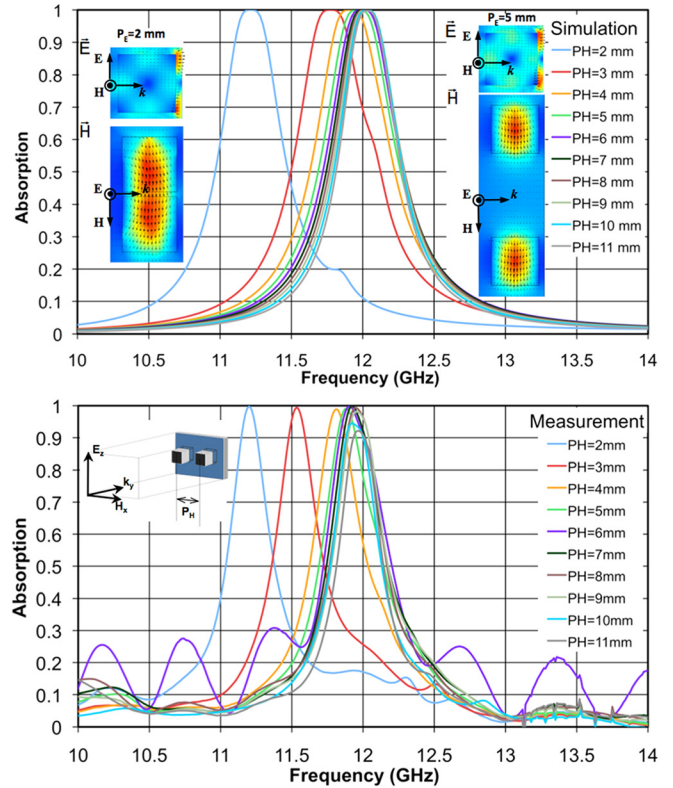 P_E=2 mm
P_E=5 mm
Simulation
E
E
H
k
H
E
k
H
E
E
H
k
H
E
k
H
PH=2 mm
PH=3 mm
PH=4 mm
PH=5 mm
PH=6 mm
PH=7 mm
PH=8 mm
PH=9 mm
PH=10 mm
PH=11 mm
Absorption
1
0.9
0.8
0.7
0.6
0.5
0.4
0.3
0.2
0.1
0
10 10.5 11 11.5 12 12.5 13 13.5 14
Frequency (GHz)
Measurement
E_z
k_y
H_x
P_H
PH=2mm
PH=3mm
PH=4mm
PH=5mm
PH=6mm
PH=7mm
PH=8mm
PH=9mm
PH=10mm
PH=11mm
Absorption
1
0.9
0.8
0.7
0.6
0.5
0.4
0.3
0.2
0.1
0
10 10.5 11 11.5 12 12.5 13 13.5 14
Frequency (GHz)